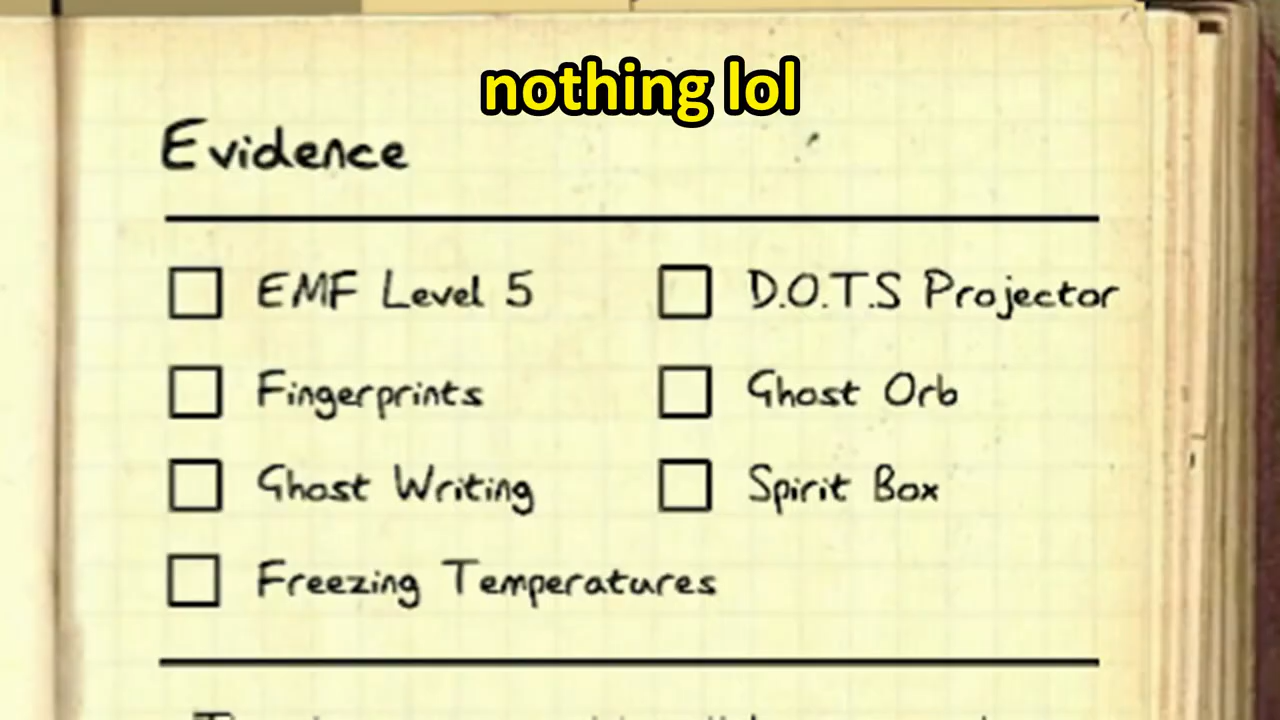 nothing lol
Evidence
EMF Level 5
D.O.T.S Projector
Fingerprints
Ghost Orb
Ghost Writing
Spirit Box
Freezing Temperatures